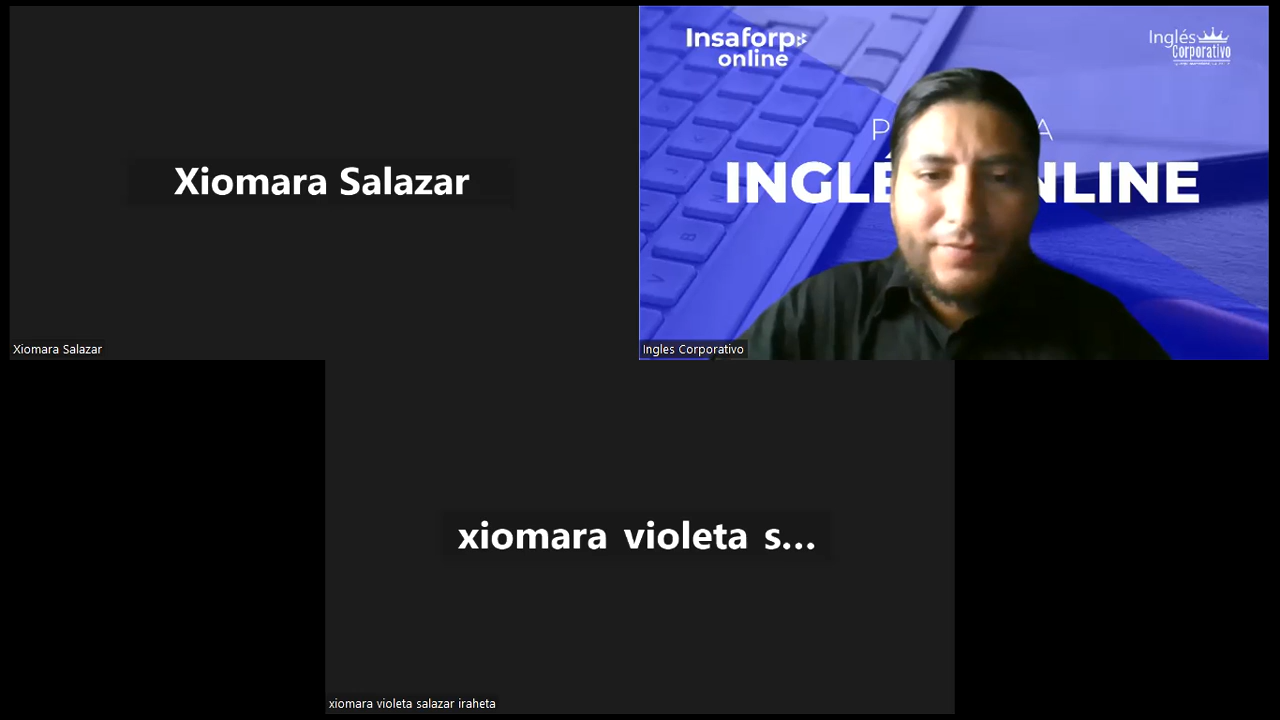 Xiomara Salazar
Xiomara Salazar
Insaforp
online
Inglés
Corporativo
P A
INGLÉ NLINE
Ingles Corporativo
xiomara violeta s...
xiomara violeta salazar iraheta